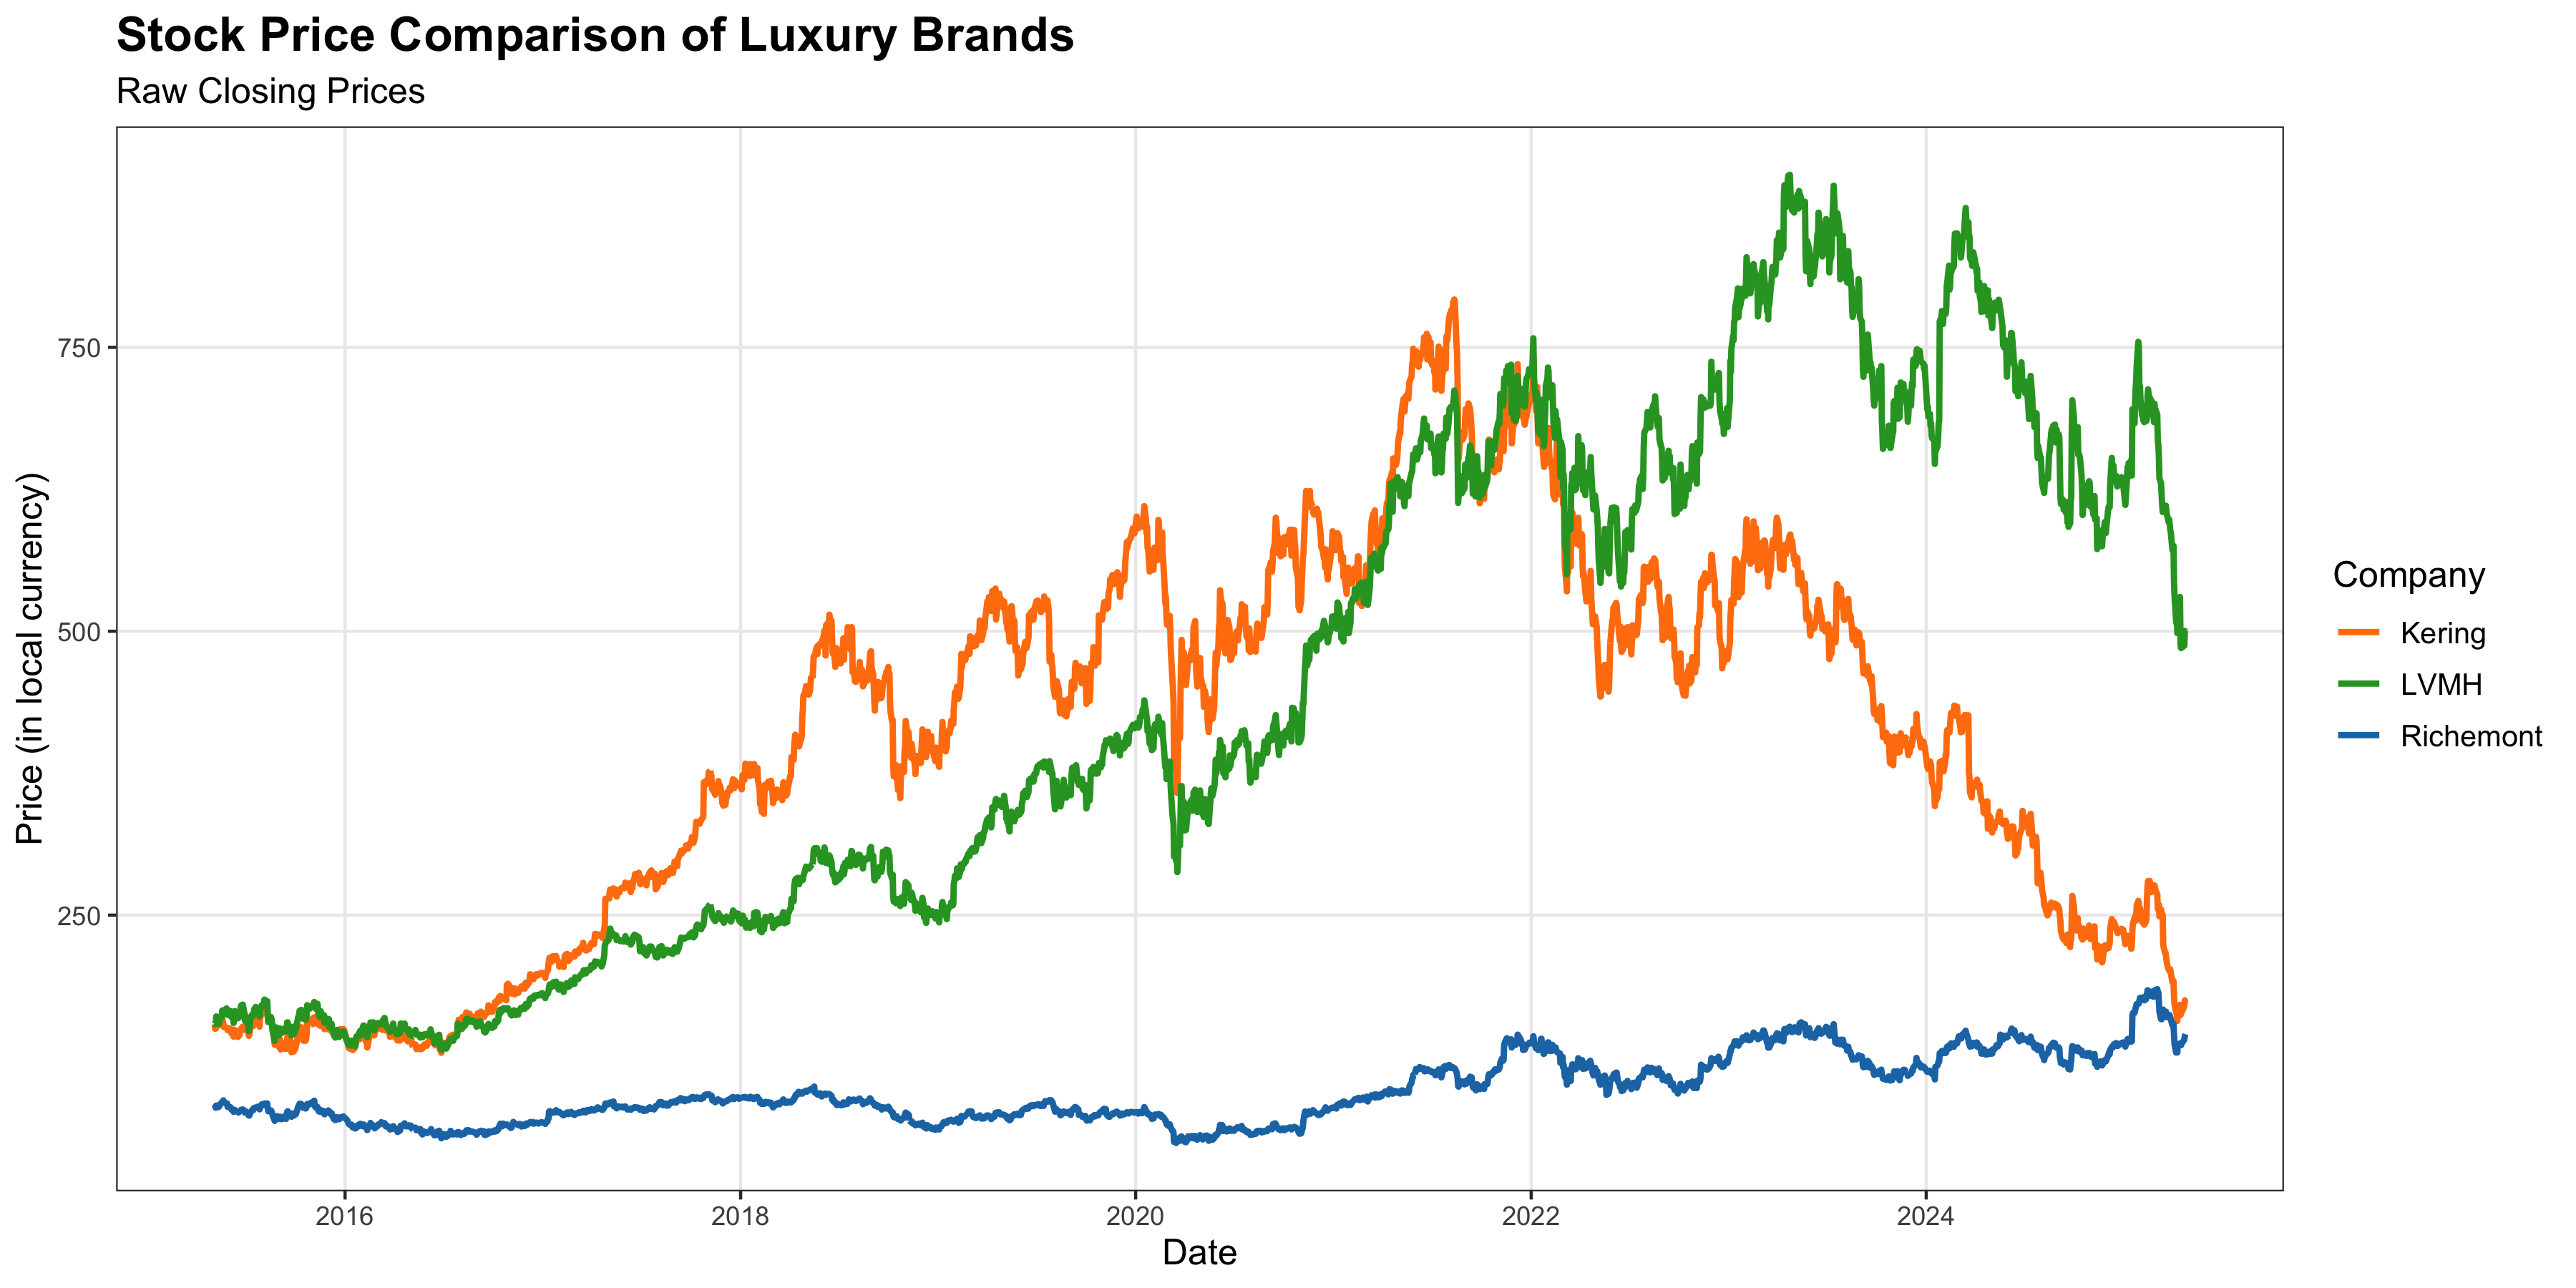 Stock Price Comparison of Luxury Brands
Raw Closing Prices
Price (in local currency)
750
500
250
2016
2018
2020
2022
2024
Date
Company
Kering
LVMH
Richemont